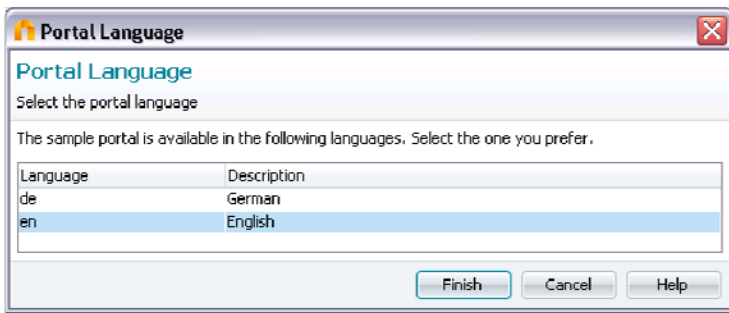 Portal Language
Portal Language
Select the portal language
The sample portal is available in the following languages. Select the one you prefer.
Language Description
de German
en English
Finish Cancel Help